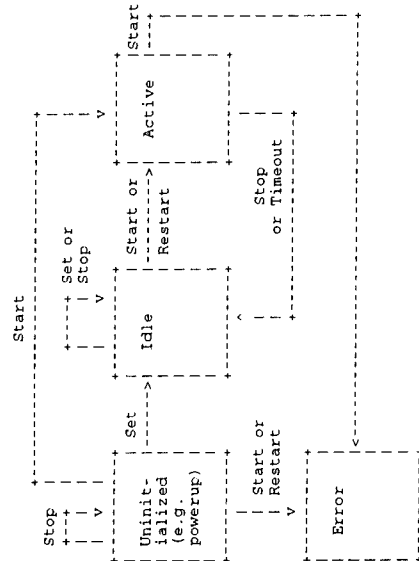 Start
Stop
Set or
Stop
Set
Start or
Restart
Start
Uninit-
ialized
(e.g.
powerup)
Idle
Active
Start or
Restart
Stop
or Timeout
Error